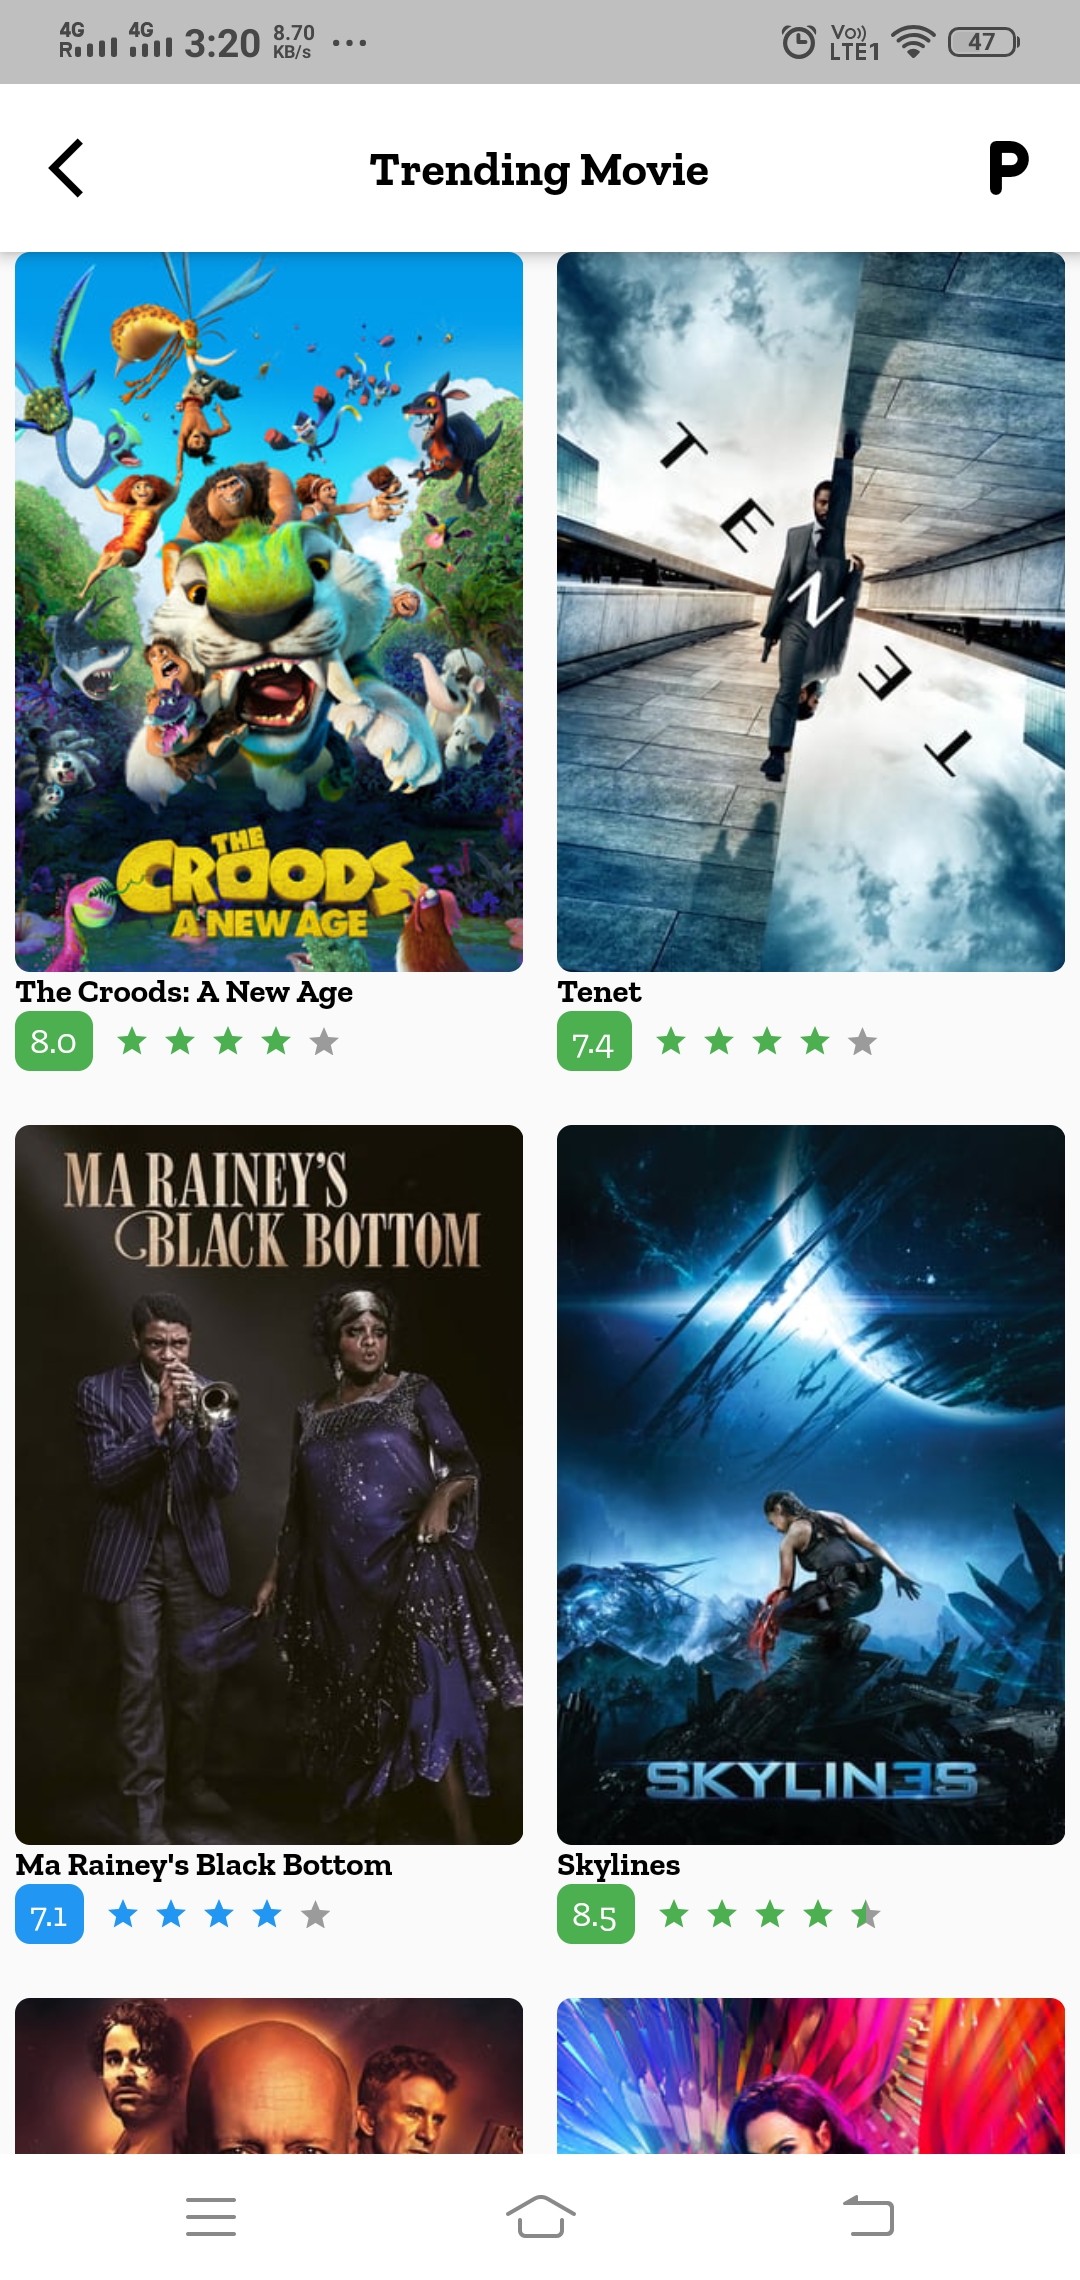 4G
R
4G
3:20
8.70
KB/s
...
Vo))
LTE1
47
Trending Movie
P
THE
CROODS
A NEW AGE
The Croods: A New Age
8.0
T
E
N
E
T
Tenet
7.4
MA RAINEY'S
BLACK BOTTOM
Ma Rainey's Black Bottom
7.1
SKYLIN3S
Skylines
8.5